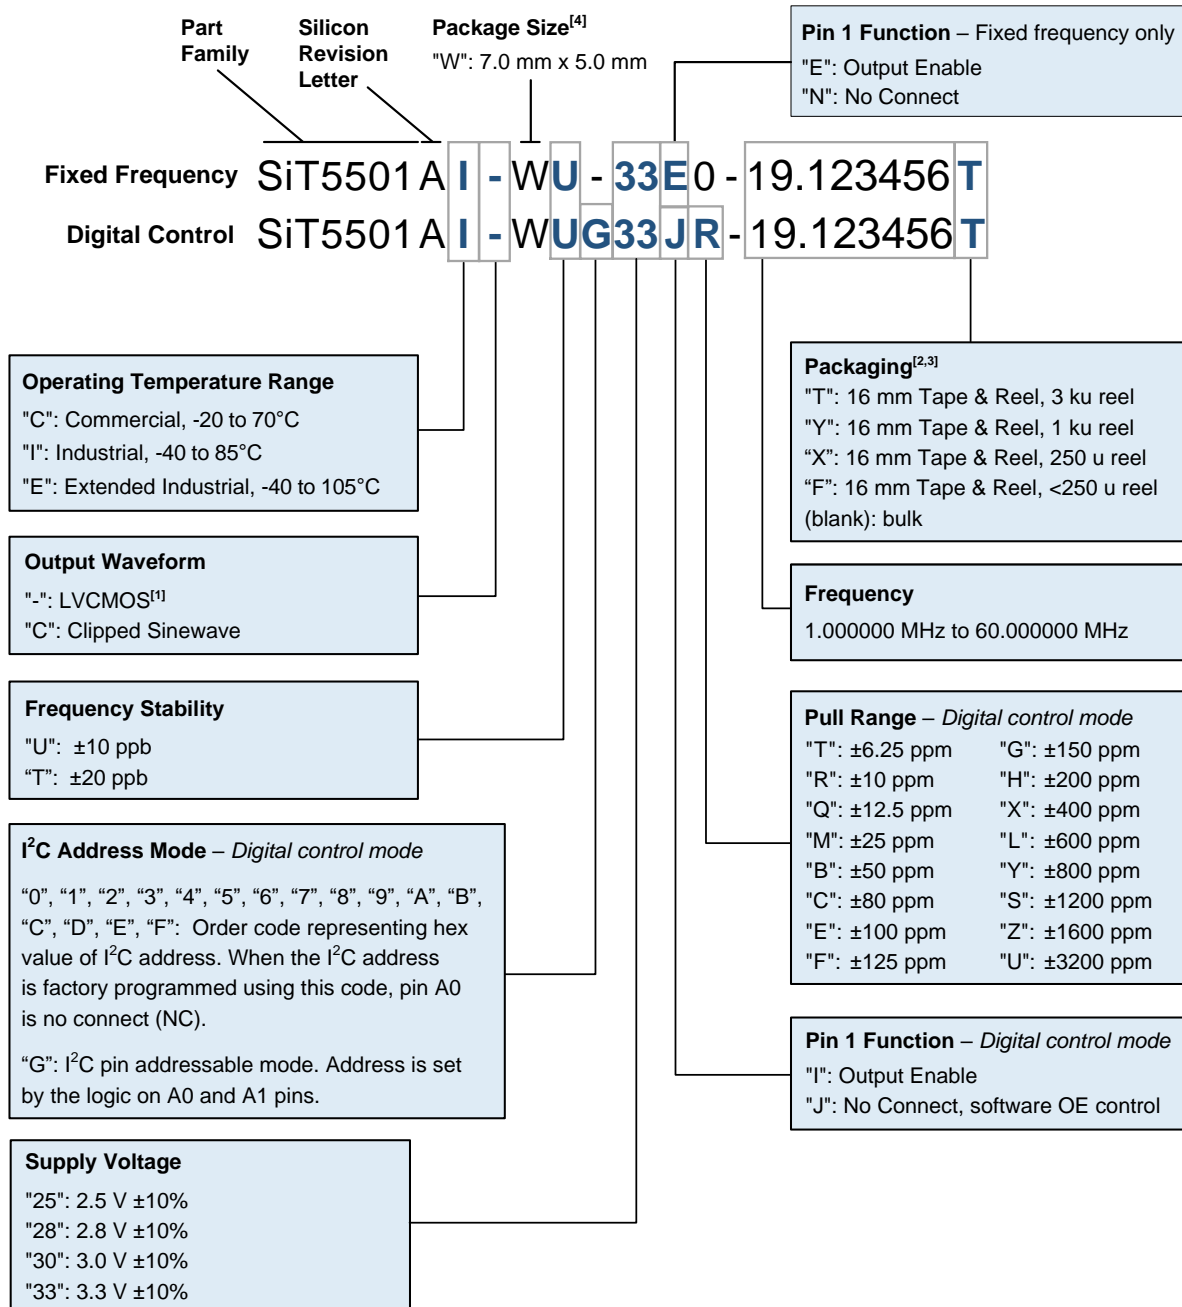 Part Family
Silicon Revision Letter
Package Size[4]
"W": 7.0 mm x 5.0 mm
Pin 1 Function – Fixed frequency only
"E": Output Enable
"N": No Connect
Fixed Frequency SiT5501 A I - W U - 33 E 0 - 19.123456 T
Digital Control SiT5501 A I - W U G 33 J R - 19.123456 T
Operating Temperature Range
"C": Commercial, -20 to 70°C
"I": Industrial, -40 to 85°C
"E": Extended Industrial, -40 to 105°C
Output Waveform
"-": LVCMOS[1]
"C": Clipped Sinewave
Frequency Stability
"U": ±10 ppb
“T”: ±20 ppb
I²C Address Mode – Digital control mode
“0”, “1”, “2”, “3”, “4”, “5”, “6”, “7”, “8”, “9”, “A”, “B”,
“C”, “D”, “E”, “F”: Order code representing hex
value of I²C address. When the I²C address
is factory programmed using this code, pin A0
is no connect (NC).
“G”: I²C pin addressable mode. Address is set
by the logic on A0 and A1 pins.
Supply Voltage
"25": 2.5 V ±10%
"28": 2.8 V ±10%
"30": 3.0 V ±10%
"33": 3.3 V ±10%
Packaging[2,3]
"T": 16 mm Tape & Reel, 3 ku reel
"Y": 16 mm Tape & Reel, 1 ku reel
“X”: 16 mm Tape & Reel, 250 u reel
“F”: 16 mm Tape & Reel, <250 u reel
(blank): bulk
Frequency
1.000000 MHz to 60.000000 MHz
Pull Range – Digital control mode
"T": ±6.25 ppm "G": ±150 ppm
"R": ±10 ppm "H": ±200 ppm
"Q": ±12.5 ppm "X": ±400 ppm
"M": ±25 ppm "L": ±600 ppm
"B": ±50 ppm "Y": ±800 ppm
"C": ±80 ppm "S": ±1200 ppm
"E": ±100 ppm "Z": ±1600 ppm
"F": ±125 ppm "U": ±3200 ppm
Pin 1 Function – Digital control mode
"I": Output Enable
"J": No Connect, software OE control